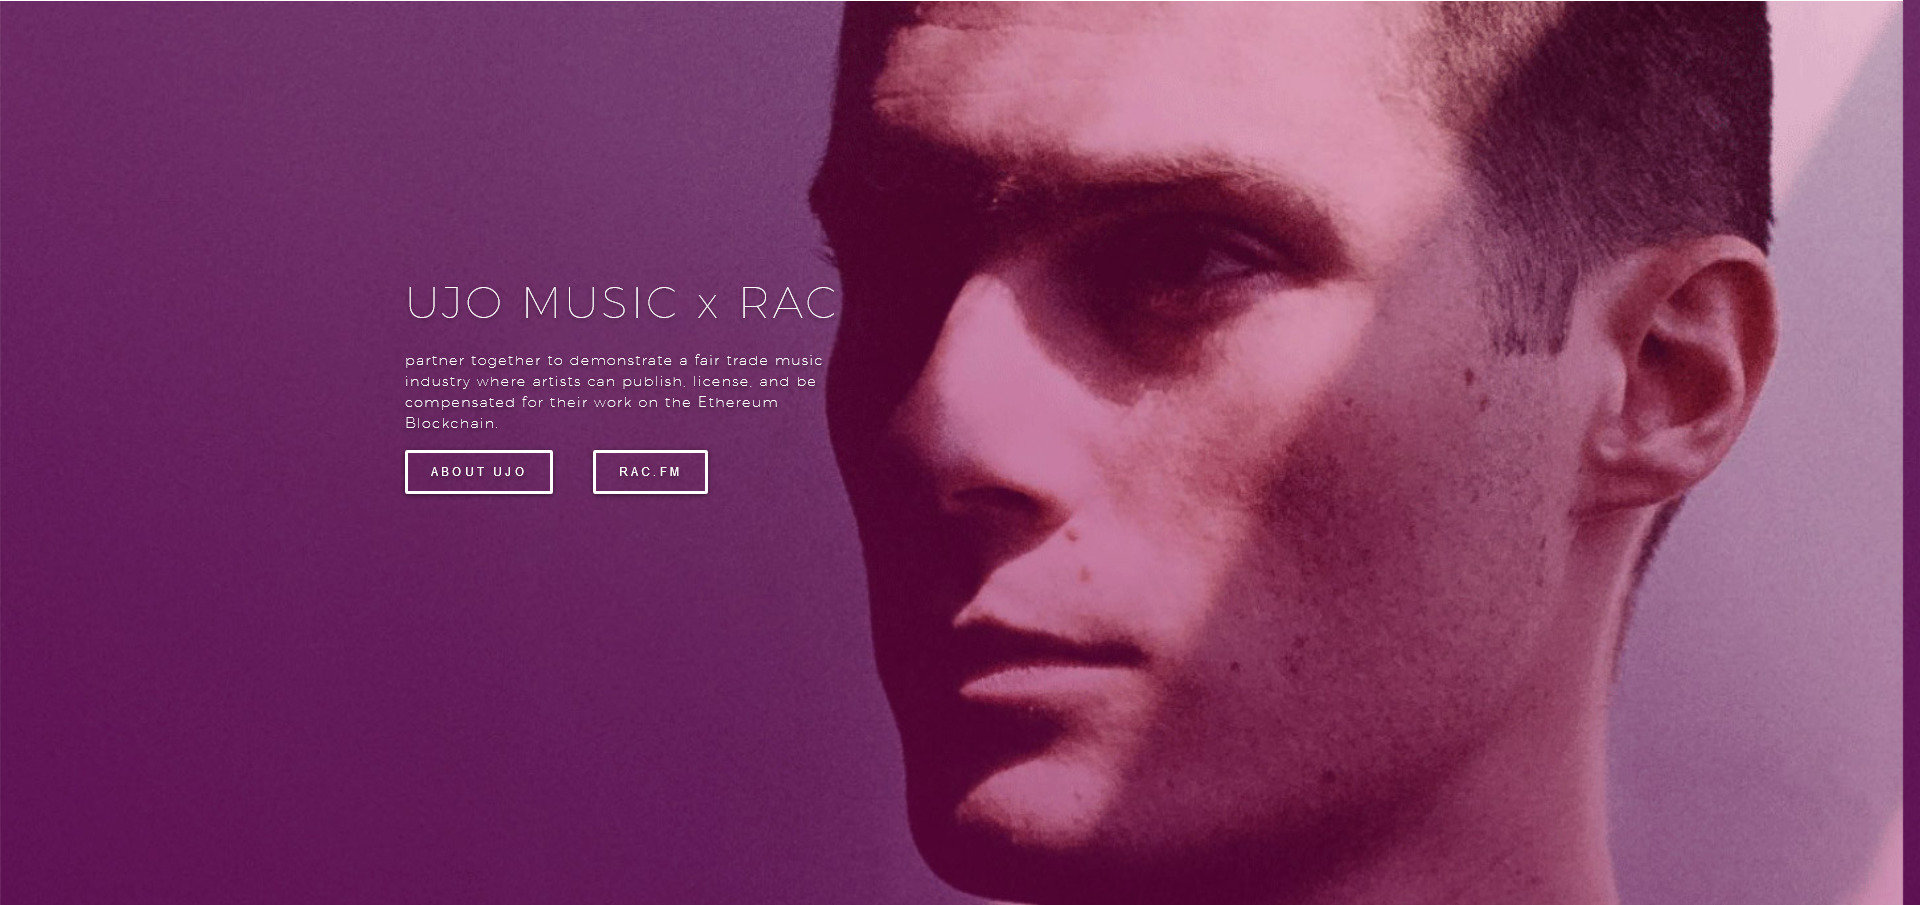 UJO MUSIC x RAC
partner together to demonstrate a fair trade music
industry where artists can publish, license, and be
compensated for their work on the Ethereum
Blockchain.
ABOUT UJO
RAC.FM